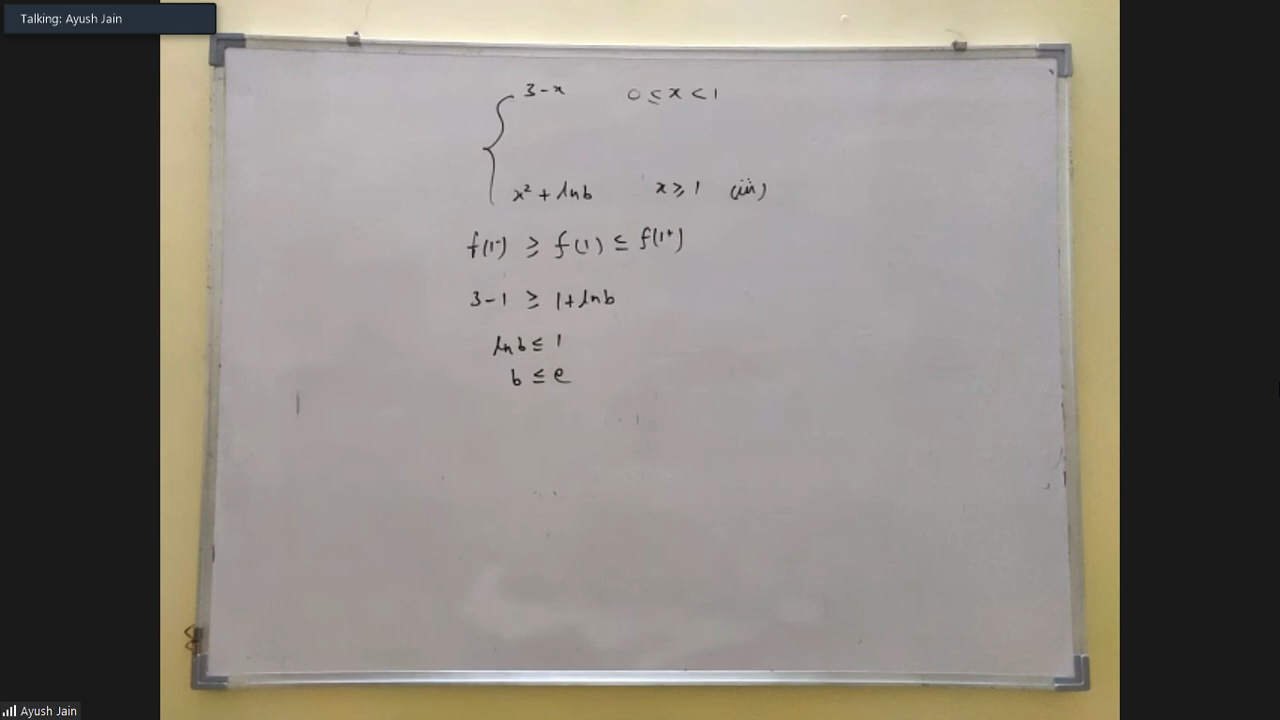 Talking: Ayush Jain
3-x 0 ≤ x < 1
x² + ln b x ≥ 1 (iii)
f(1⁻) ≥ f(1) ≤ f(1⁺)
3-1 ≥ 1+ln b
ln b ≤ 1
b ≤ e
Ayush Jain